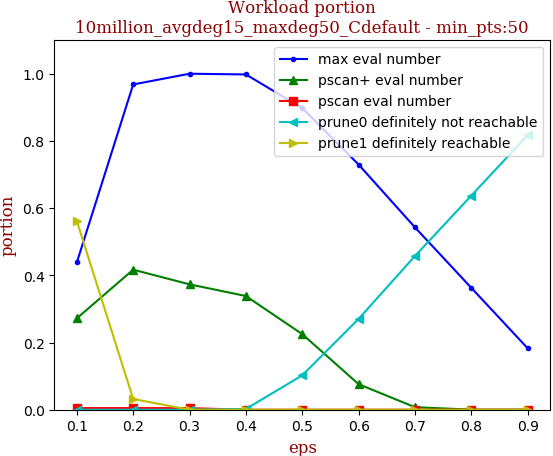 Workload portion
10million_avgdeg15_maxdeg50_Cdefault - min_pts:50
max eval number
pscan+ eval number
pscan eval number
prune0 definitely not reachable
prune1 definitely reachable
portion
1.0
0.8
0.6
0.4
0.2
0.0
0.1 0.2 0.3 0.4 0.5 0.6 0.7 0.8 0.9
eps